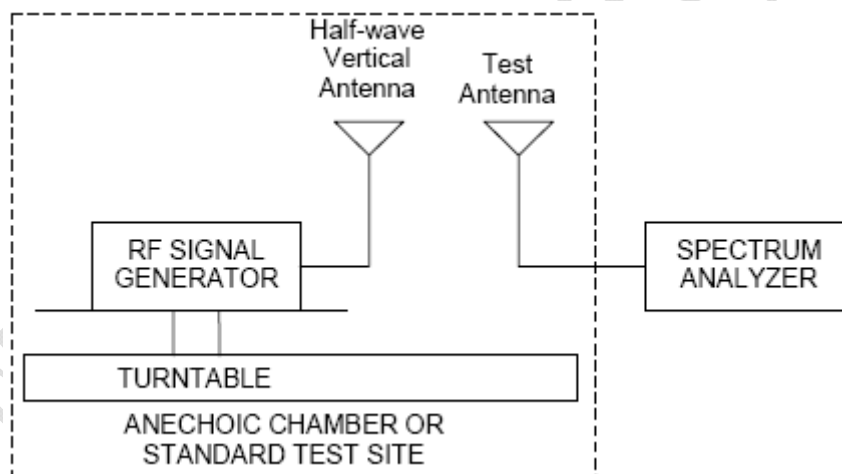 Half-wave
Vertical
Antenna
Test
Antenna
RF SIGNAL
GENERATOR
SPECTRUM
ANALYZER
TURNTABLE
ANECHOIC CHAMBER OR
STANDARD TEST SITE